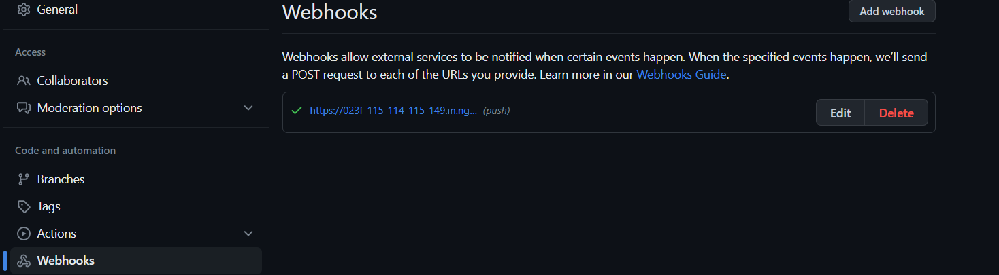 General
Access
Collaborators
Moderation options
Code and automation
Branches
Tags
Actions
Webhooks
Webhooks
Add webhook
Webhooks allow external services to be notified when certain events happen. When the specified events happen, we’ll send
a POST request to each of the URLs you provide. Learn more in our Webhooks Guide.
https://023f-115-114-115-149.in.ng... (push)
Edit
Delete